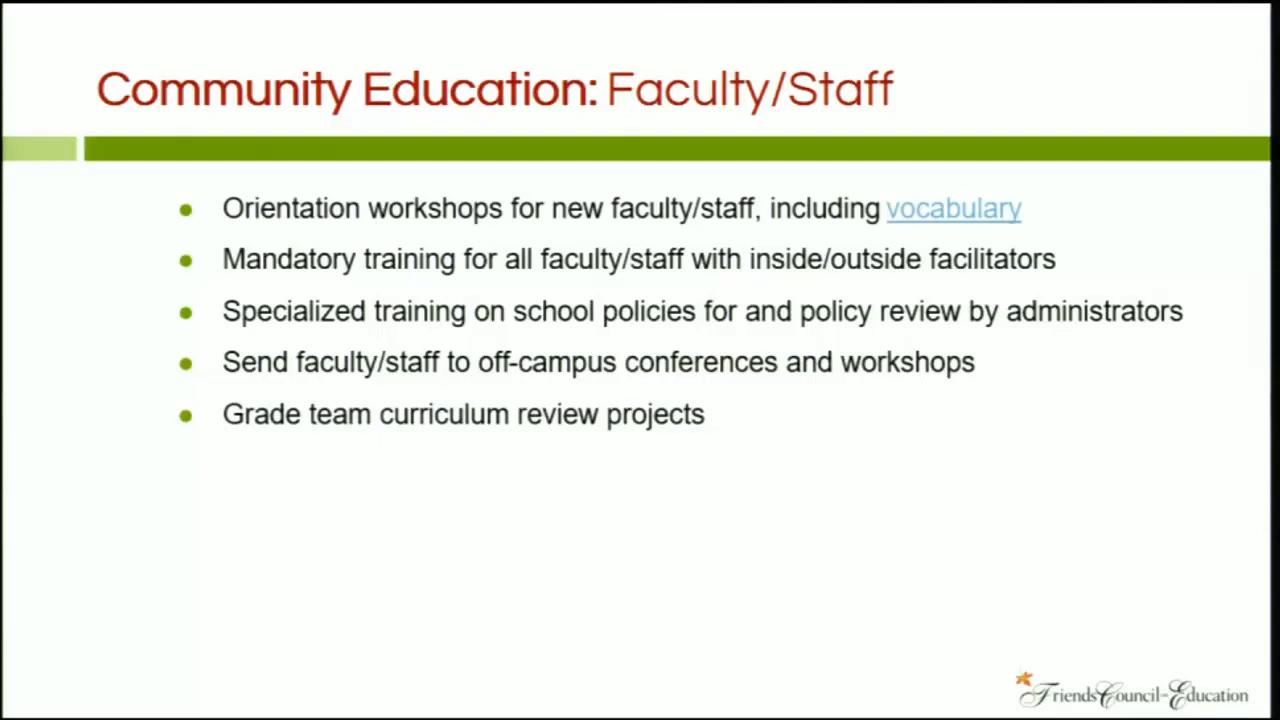 Community Education: Faculty/Staff
Orientation workshops for new faculty/staff, including vocabulary
Mandatory training for all faculty/staff with inside/outside facilitators
Specialized training on school policies for and policy review by administrators
Send faculty/staff to off-campus conferences and workshops
Grade team curriculum review projects
Friends Council on Education